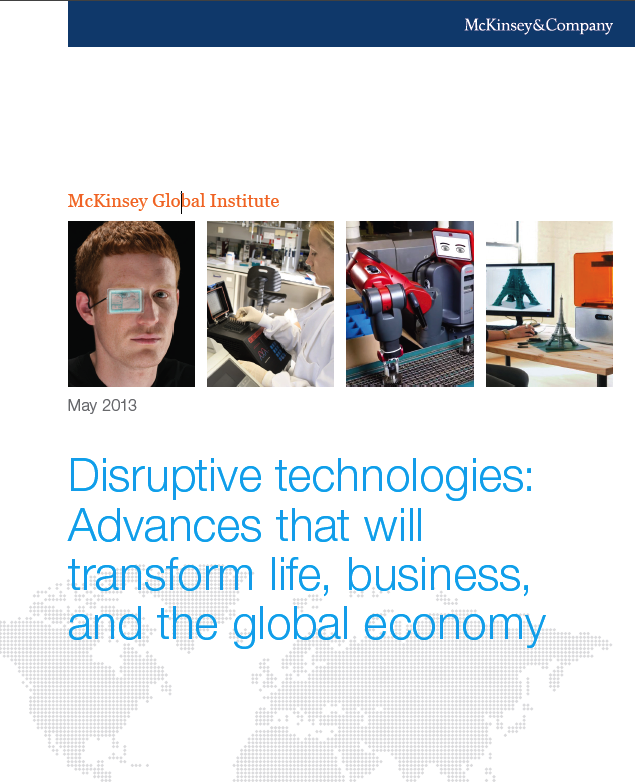 McKinsey&Company
McKinsey Global Institute
May 2013
Disruptive technologies:
Advances that will
transform life, business,
and the global economy